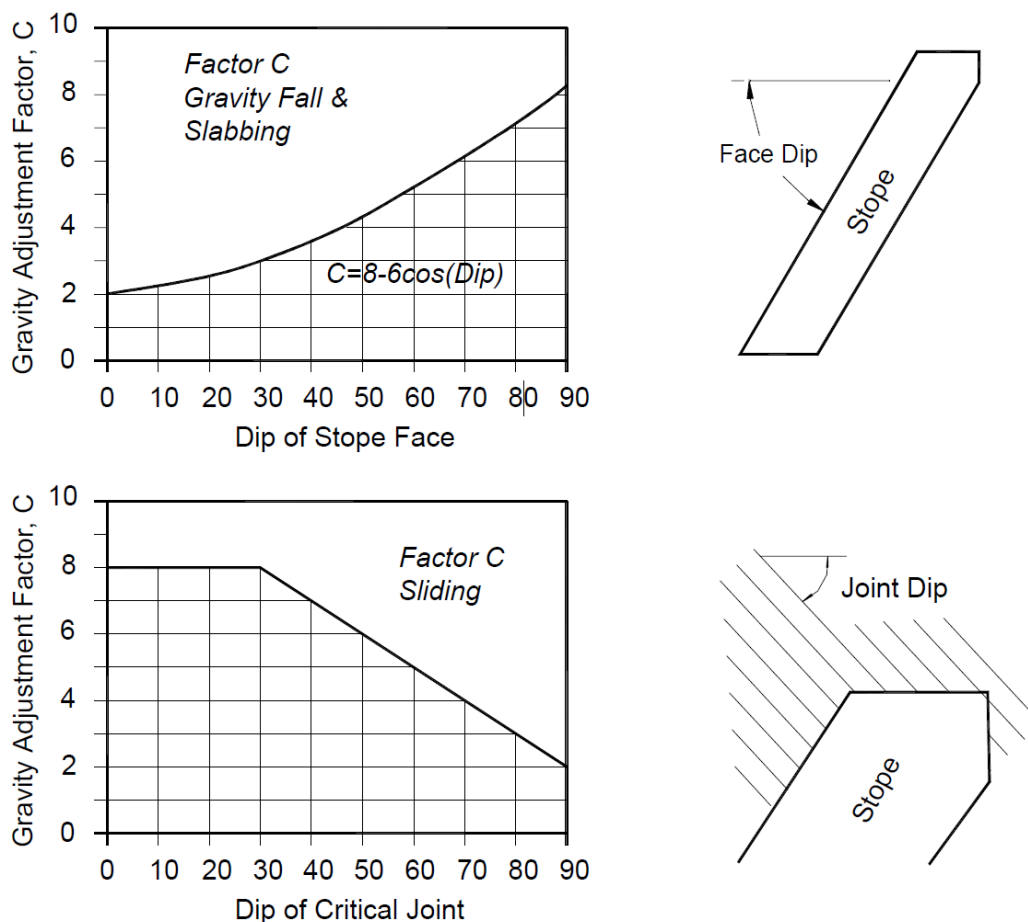 Gravity Adjustment Factor, C
10
8
6
4
2
0
Factor C
Gravity Fall &
Slabbing
C=8-6cos(Dip)
0 10 20 30 40 50 60 70 80 90
Dip of Stope Face
Face Dip
Stope
Gravity Adjustment Factor, C
10
8
6
4
2
0
Factor C
Sliding
0 10 20 30 40 50 60 70 80 90
Dip of Critical Joint
Joint Dip
Stope